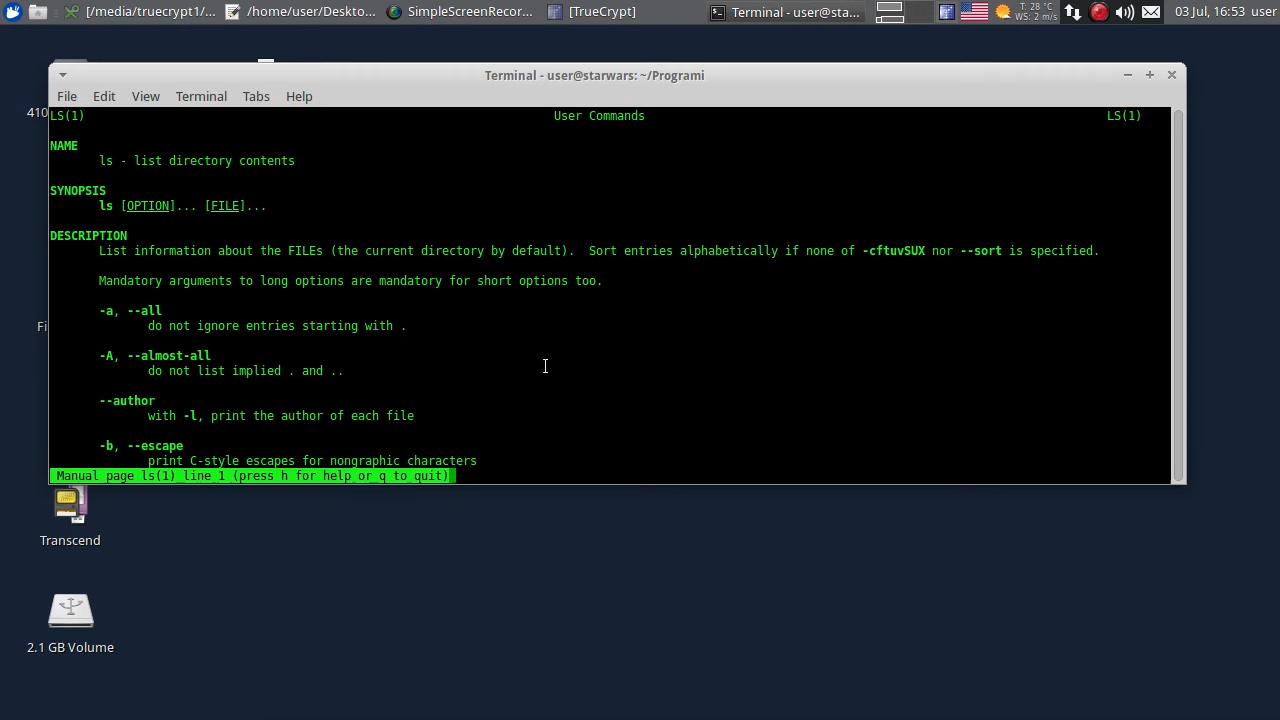 [/media/truecrypt1/... /home/user/Deskto... SimpleScreenRecor... [TrueCrypt] Terminal - user@sta... T: 28 °C WS: 2 m/s 03 Jul, 16:53 user
Terminal - user@starwars: ~/Programi
File Edit View Terminal Tabs Help
410
LS(1) User Commands LS(1)
NAME
ls - list directory contents
SYNOPSIS
ls [OPTION]... [FILE]...
DESCRIPTION
List information about the FILEs (the current directory by default). Sort entries alphabetically if none of -cftuvSUX nor --sort is specified.
Mandatory arguments to long options are mandatory for short options too.
-a, --all
do not ignore entries starting with .
Fi
-A, --almost-all
do not list implied . and ..
--author
with -l, print the author of each file
-b, --escape
print C-style escapes for nongraphic characters
Manual page ls(1) line 1 (press h for help or q to quit)
Transcend
2.1 GB Volume